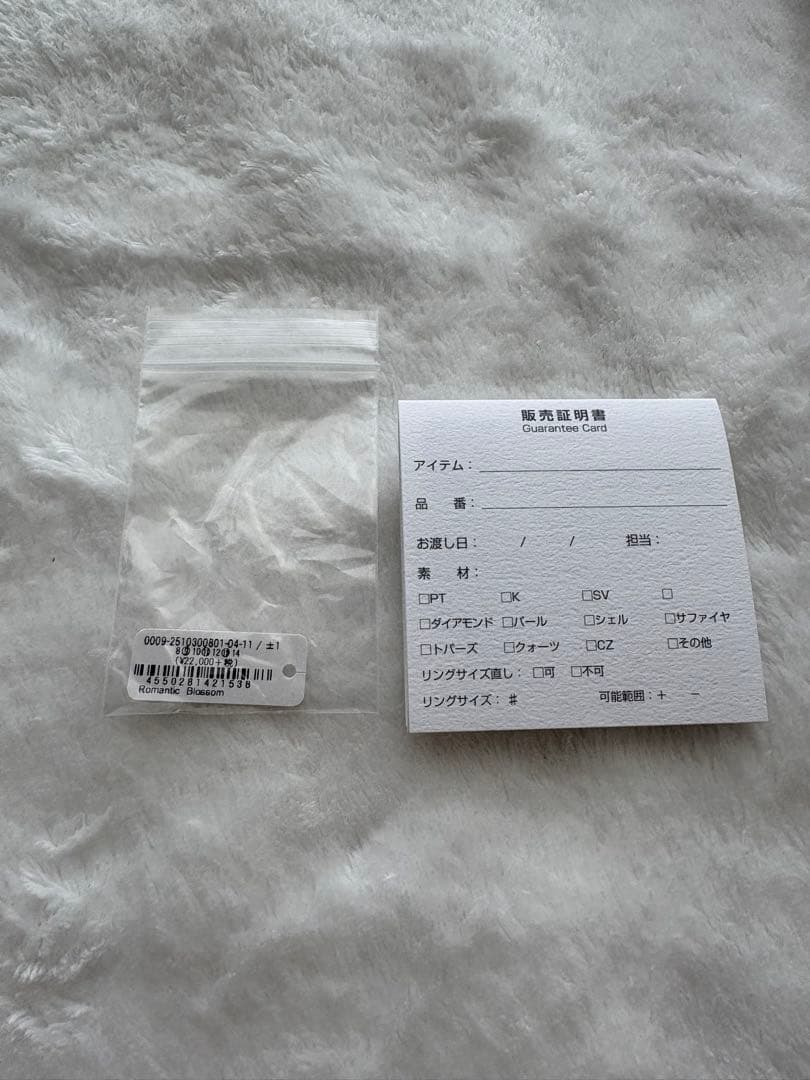 0009-2510300801-04-11 / ±1
8⑨10⑪12⑬14
(¥22,000+税)
4550281421538
Romantic Blossom
販売証明書
Guarantee Card
アイテム：
品　番：
お渡し日：　/　/　担当：
素　材：
□PT　□K　□SV　□
□ダイアモンド　□パール　□シェル　□サファイヤ
□トパーズ　□クォーツ　□CZ　□その他
リングサイズ直し：　□可　□不可
リングサイズ：♯　可能範囲：＋　－